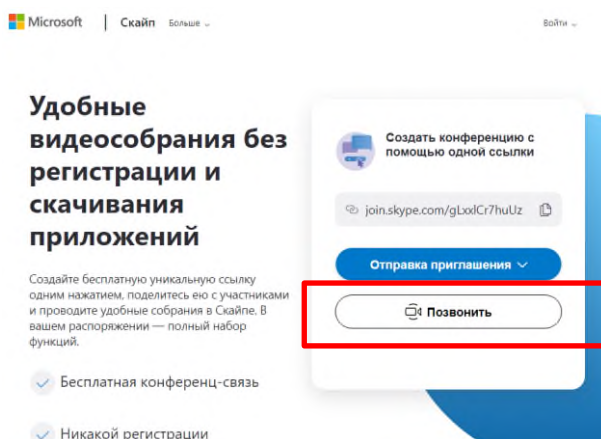 Microsoft | Скайп Больше Войти
Удобные
видеособрания без
регистрации и
скачивания
приложений
Создайте бесплатную уникальную ссылку
одним нажатием, поделитесь ею с участниками
и проводите удобные собрания в Скайпе. В
вашем распоряжении — полный набор
функций.
Бесплатная конференц-связь
Никакой регистрации
Создать конференцию с
помощью одной ссылки
join.skype.com/gLxxlCr7huUz
Отправка приглашения
Позвонить